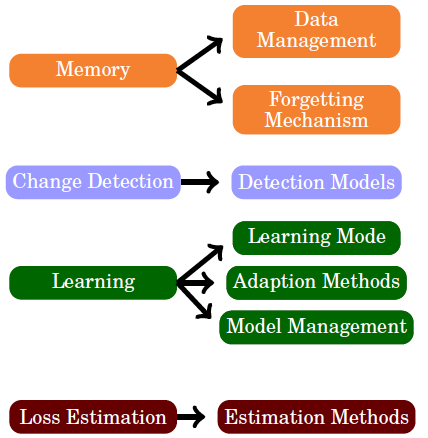 Memory
Data
Management
Forgetting
Mechanism
Change Detection
Detection Models
Learning
Learning Mode
Adaption Methods
Model Management
Loss Estimation
Estimation Methods